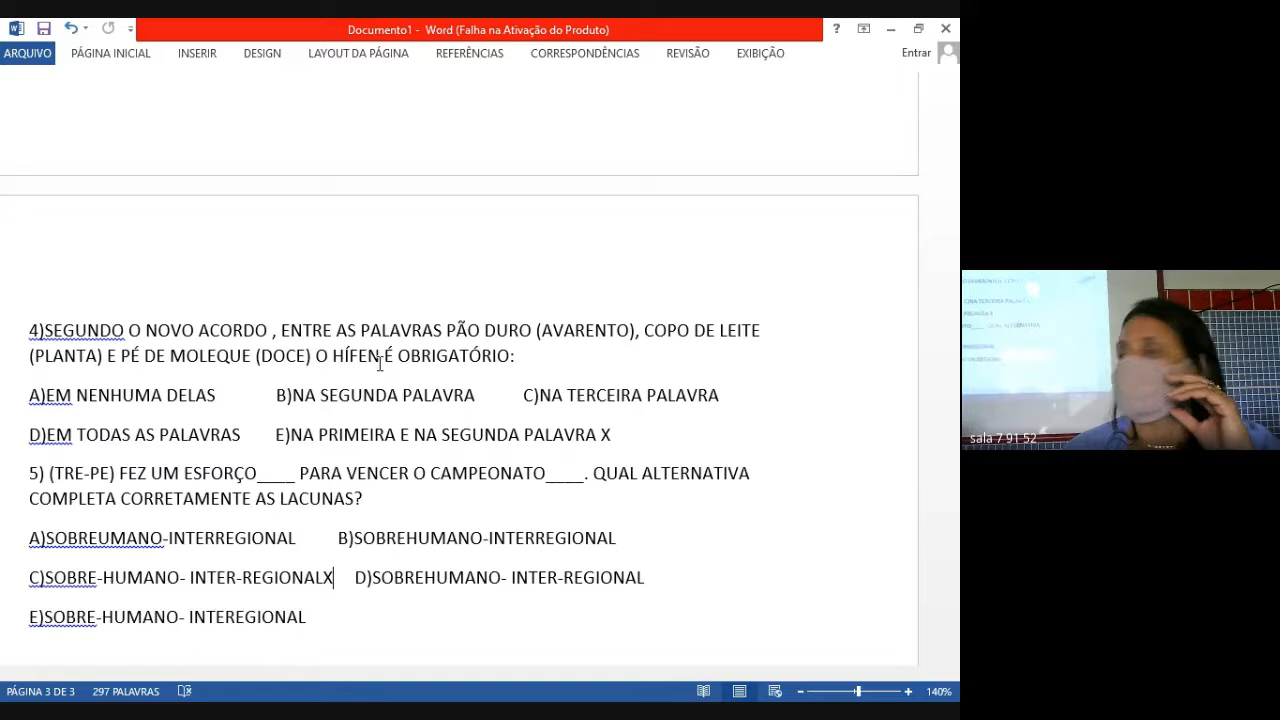 Documento1 - Word (Falha na Ativação do Produto)
ARQUIVO PÁGINA INICIAL INSERIR DESIGN LAYOUT DA PÁGINA REFERÊNCIAS CORRESPONDÊNCIAS REVISÃO EXIBIÇÃO Entrar
4)SEGUNDO O NOVO ACORDO , ENTRE AS PALAVRAS PÃO DURO (AVARENTO), COPO DE LEITE
(PLANTA) E PÉ DE MOLEQUE (DOCE) O HÍFEN É OBRIGATÓRIO:
A)EM NENHUMA DELAS B)NA SEGUNDA PALAVRA C)NA TERCEIRA PALAVRA
D)EM TODAS AS PALAVRAS E)NA PRIMEIRA E NA SEGUNDA PALAVRA X
5) (TRE-PE) FEZ UM ESFORÇO____ PARA VENCER O CAMPEONATO____. QUAL ALTERNATIVA
COMPLETA CORRETAMENTE AS LACUNAS?
A)SOBREUMANO-INTERREGIONAL B)SOBREHUMANO-INTERREGIONAL
C)SOBRE-HUMANO- INTER-REGIONALX D)SOBREHUMANO- INTER-REGIONAL
E)SOBRE-HUMANO- INTEREGIONAL
PÁGINA 3 DE 3 297 PALAVRAS 140%
sala 7 91 52